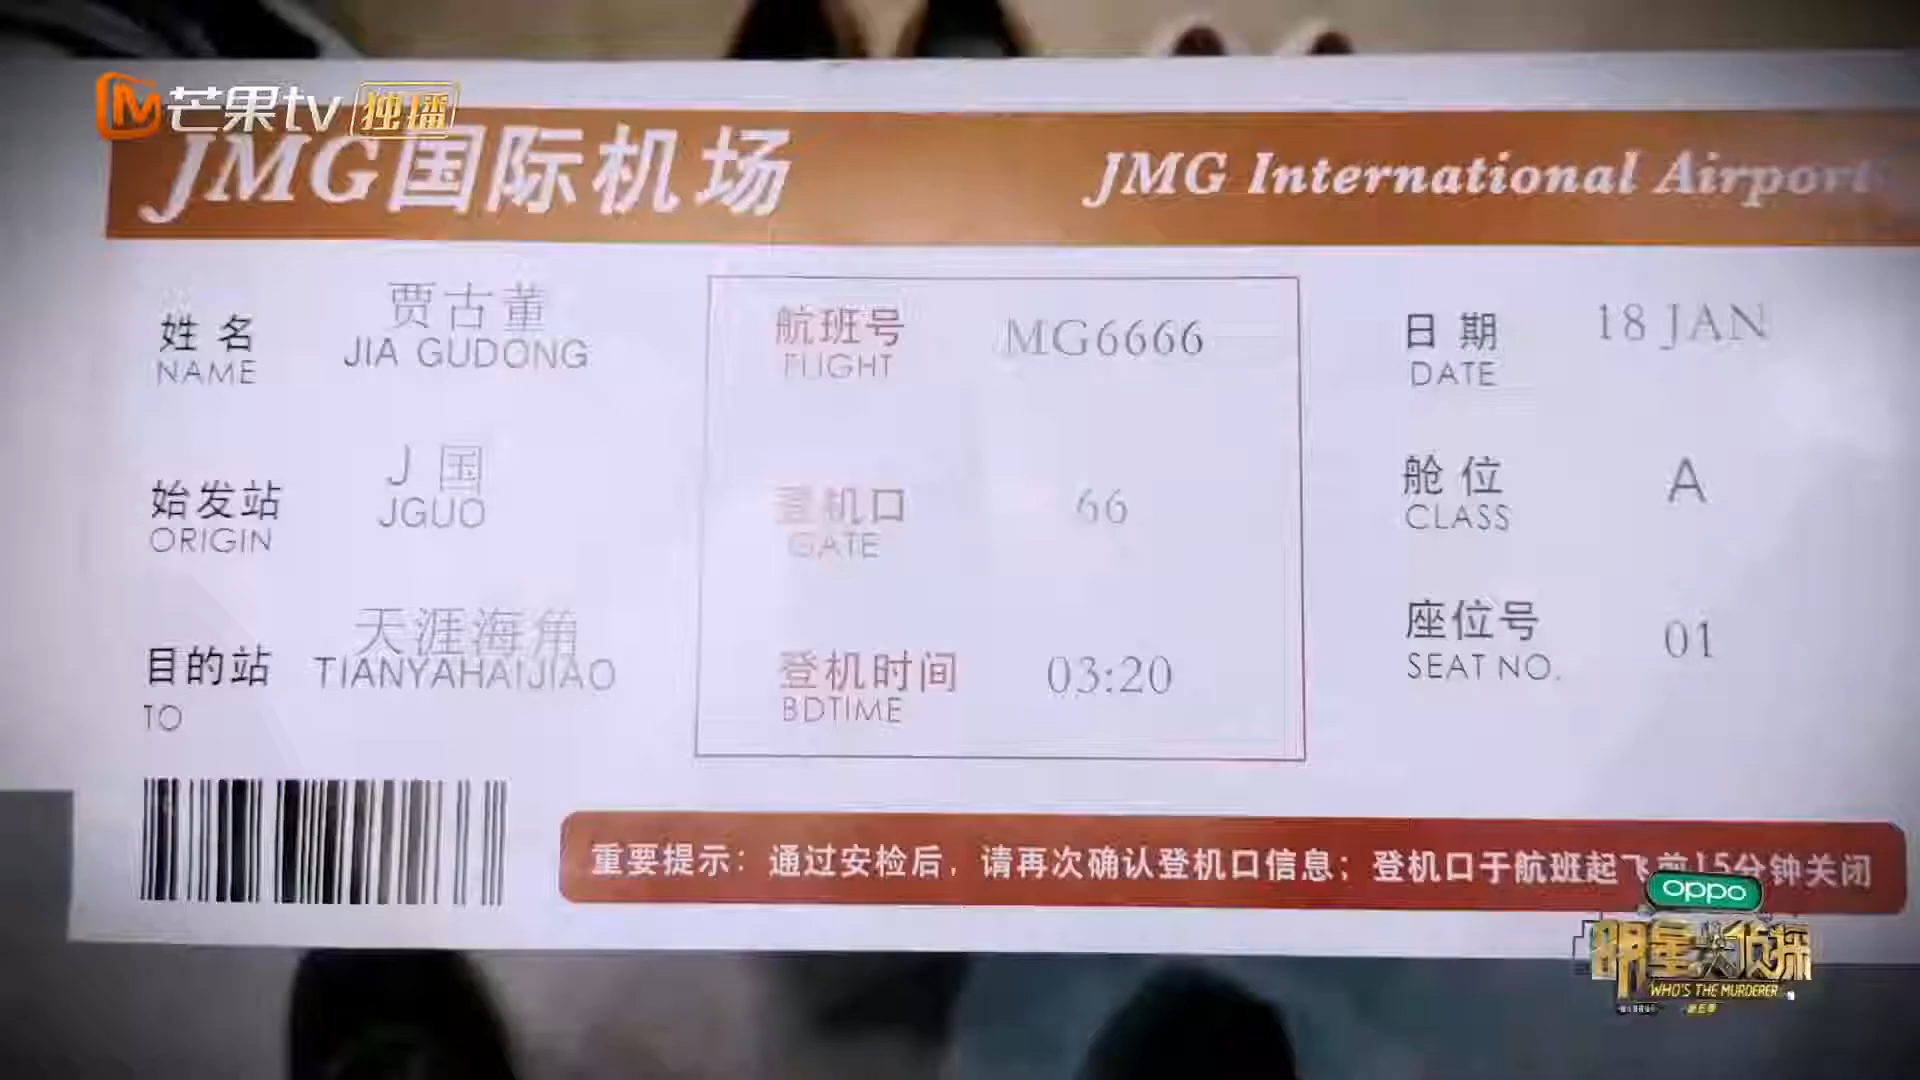 芒果tv 独播
JMG国际机场 JMG International Airport
姓名 贾古董 航班号 MG6666 日期 18 JAN
NAME JIA GUDONG FLIGHT DATE
始发站 J国 登机口 66 舱位 A
ORIGIN JGUO GATE CLASS
目的站 天涯海角 登机时间 03:20 座位号 01
TO TIANYAHAIJIAO BDTIME SEAT NO.
重要提示：通过安检后，请再次确认登机口信息；登机口于航班起飞前15分钟关闭
oppo
明星大侦探
WHO'S THE MURDERER
第五季